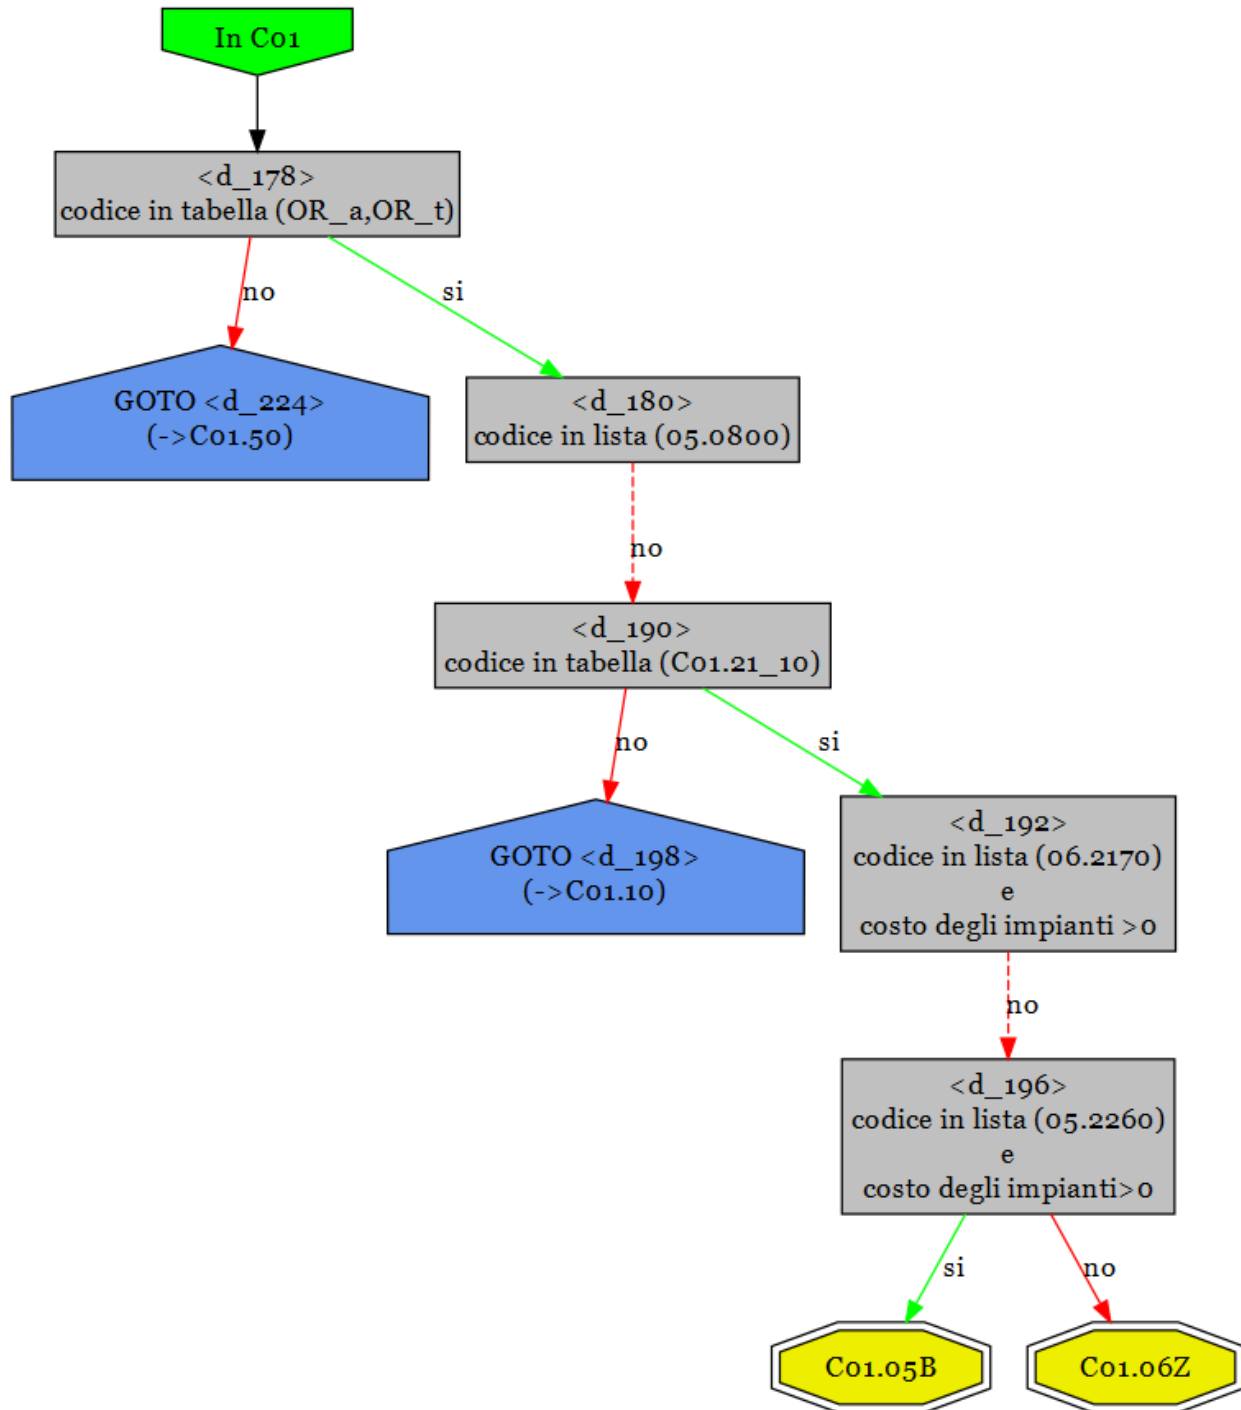 In C01
<d_178>
codice in tabella (OR_a,OR_t)
no
si
GOTO <d_224>
(->C01.50)
<d_180>
codice in lista (05.0800)
no
<d_190>
codice in tabella (C01.21_10)
no
si
GOTO <d_198>
(->C01.10)
<d_192>
codice in lista (06.2170)
e
costo degli impianti >0
no
<d_196>
codice in lista (05.2260)
e
costo degli impianti>0
si
no
C01.05B
C01.06Z